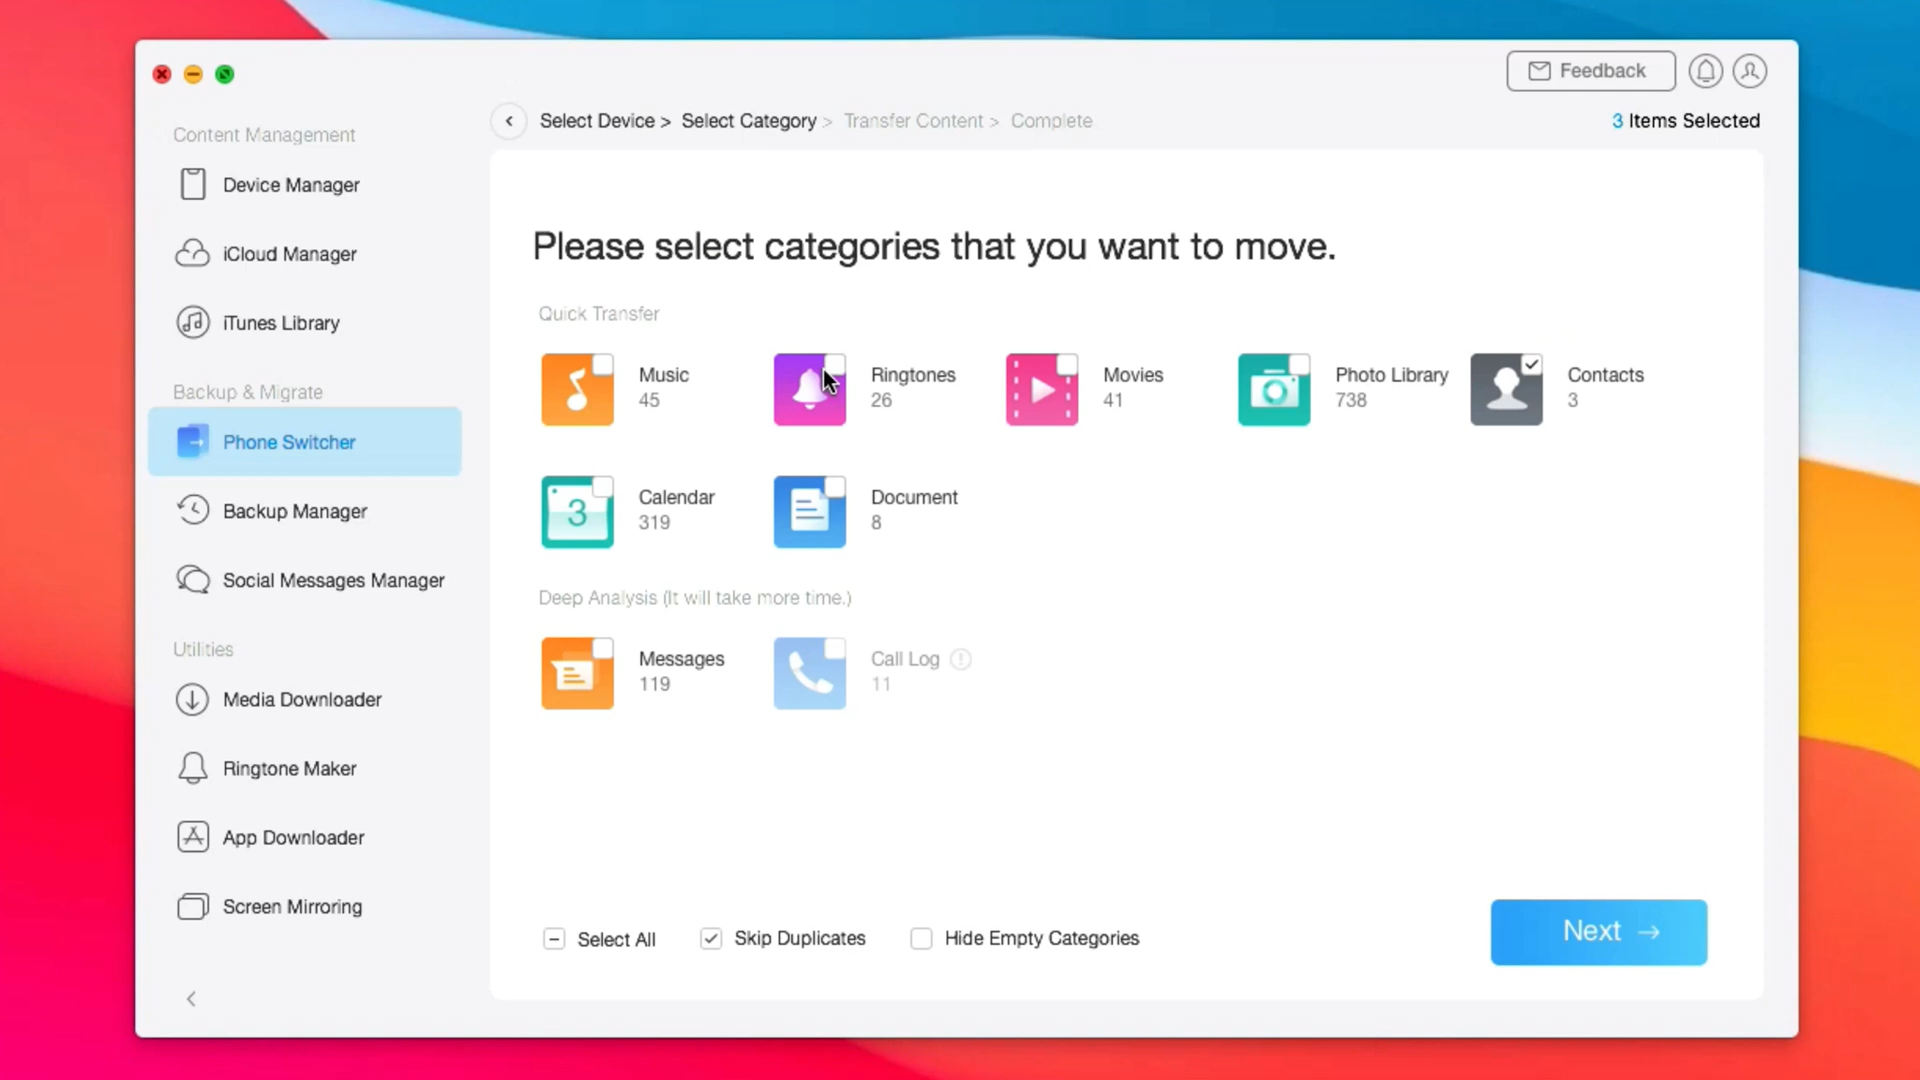 Feedback
Select Device > Select Category > Transfer Content > Complete
3 Items Selected
Content Management
Device Manager
iCloud Manager
iTunes Library
Backup & Migrate
Phone Switcher
Backup Manager
Social Messages Manager
Utilities
Media Downloader
Ringtone Maker
App Downloader
Screen Mirroring
Please select categories that you want to move.
Quick Transfer
Music
45
Ringtones
26
Movies
41
Photo Library
738
Contacts
3
3
Calendar
319
Document
8
Deep Analysis (It will take more time.)
Messages
119
Call Log
11
Select All
Skip Duplicates
Hide Empty Categories
Next →